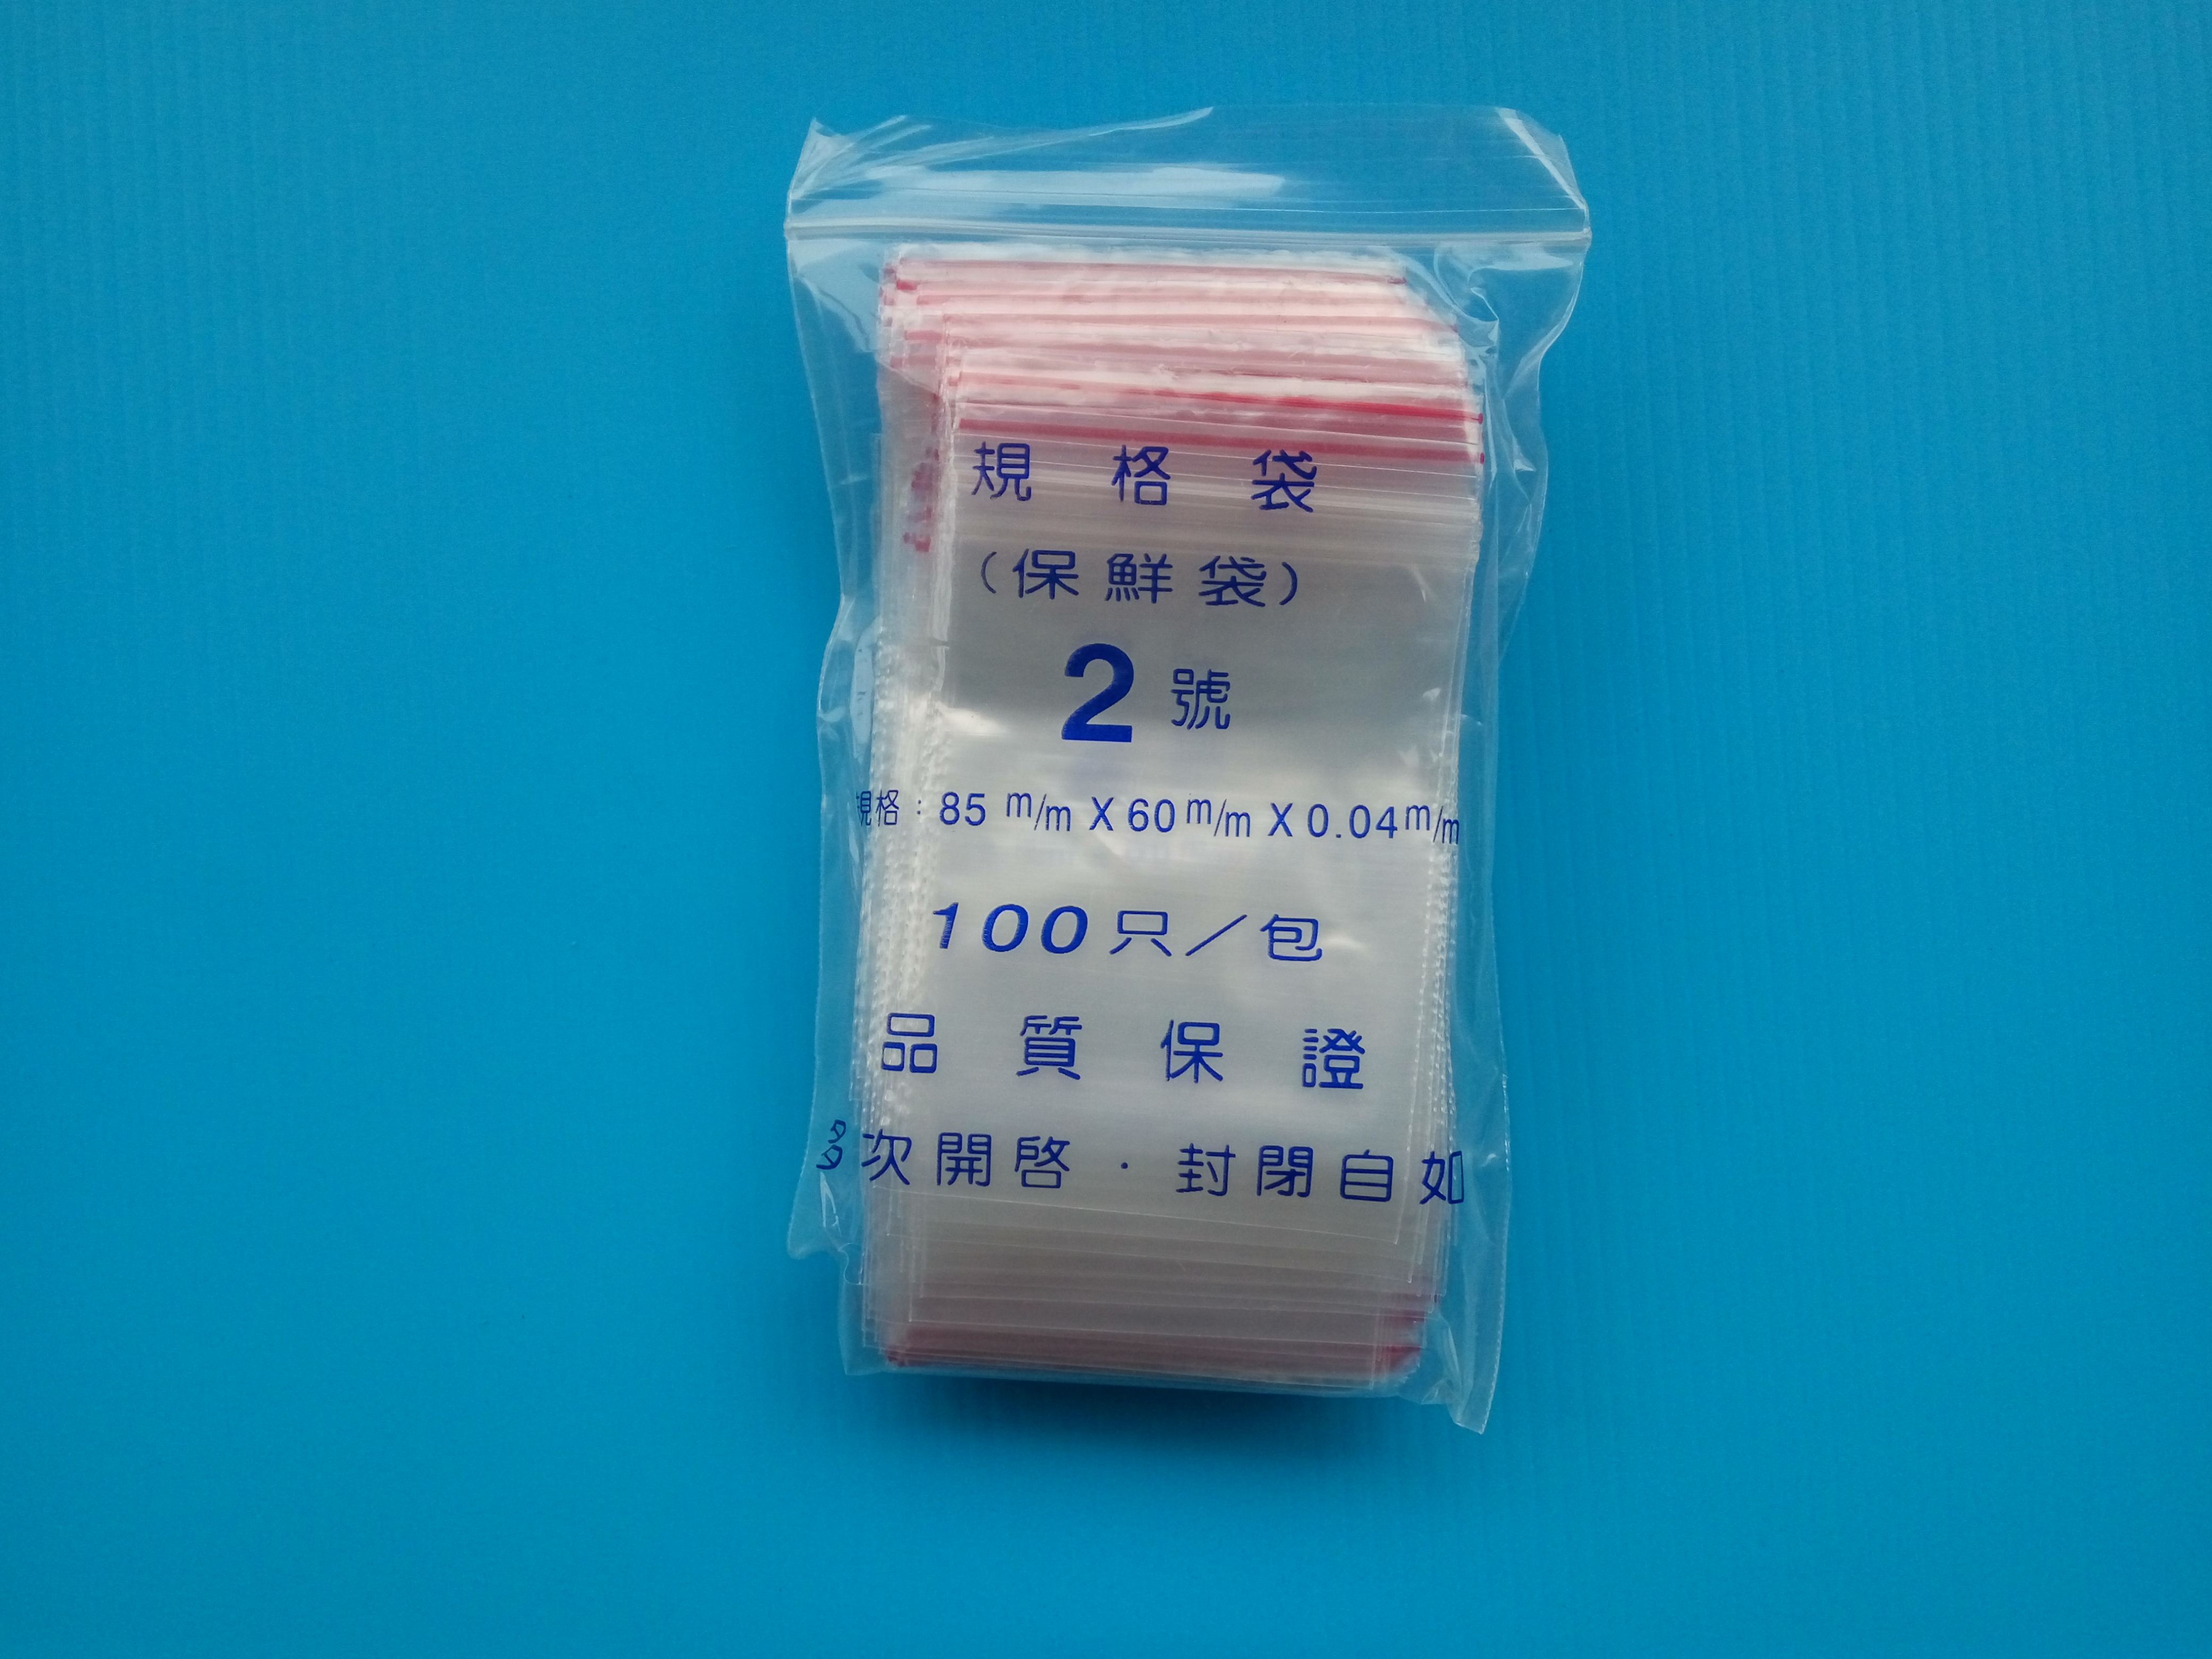 規格袋
(保鮮袋)
2號
規格：85 m/m X 60 m/m X 0.04 m/m
100只／包
品質保證
多次開啓·封閉自如